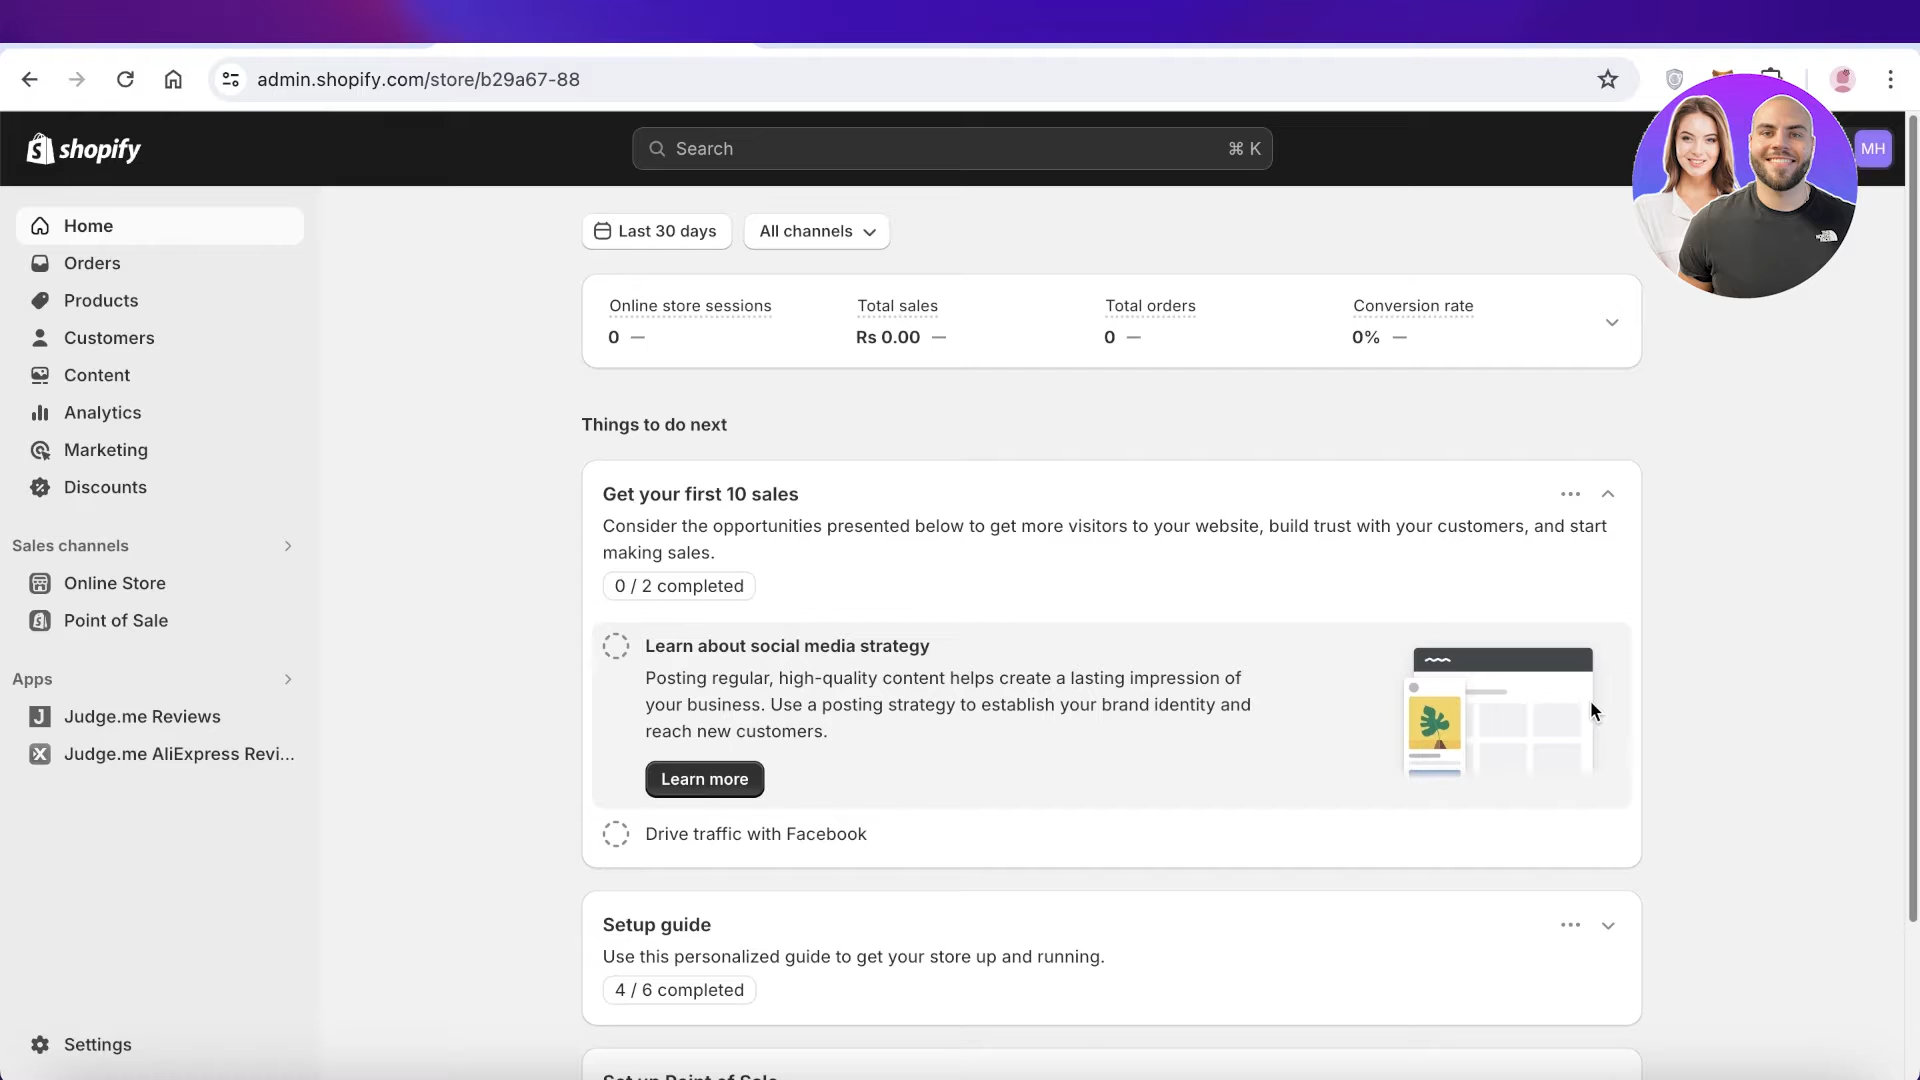 admin.shopify.com/store/b29a67-88
shopify
Search
⌘ K
MH
Home
Orders
Products
Customers
Content
Analytics
Marketing
Discounts
Sales channels
Online Store
Point of Sale
Apps
Judge.me Reviews
Judge.me AliExpress Revi...
Settings
Last 30 days
All channels
Online store sessions
0 —
Total sales
Rs 0.00 —
Total orders
0 —
Conversion rate
0% —
Things to do next
Get your first 10 sales
Consider the opportunities presented below to get more visitors to your website, build trust with your customers, and start
making sales.
0 / 2 completed
Learn about social media strategy
Posting regular, high-quality content helps create a lasting impression of
your business. Use a posting strategy to establish your brand identity and
reach new customers.
Learn more
Drive traffic with Facebook
Setup guide
Use this personalized guide to get your store up and running.
4 / 6 completed
Set up Point of Sale